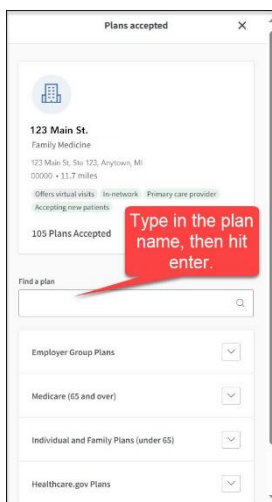 Plans accepted
123 Main St.
Family Medicine
123 Main St, Ste 123, Anytown, MI
00000 • 11.7 miles
Offers virtual visits In-network Primary care provider
Accepting new patients
105 Plans Accepted
Type in the plan
name, then hit
enter.
Find a plan
Employer Group Plans
Medicare (65 and over)
Individual and Family Plans (under 65)
Healthcare.gov Plans